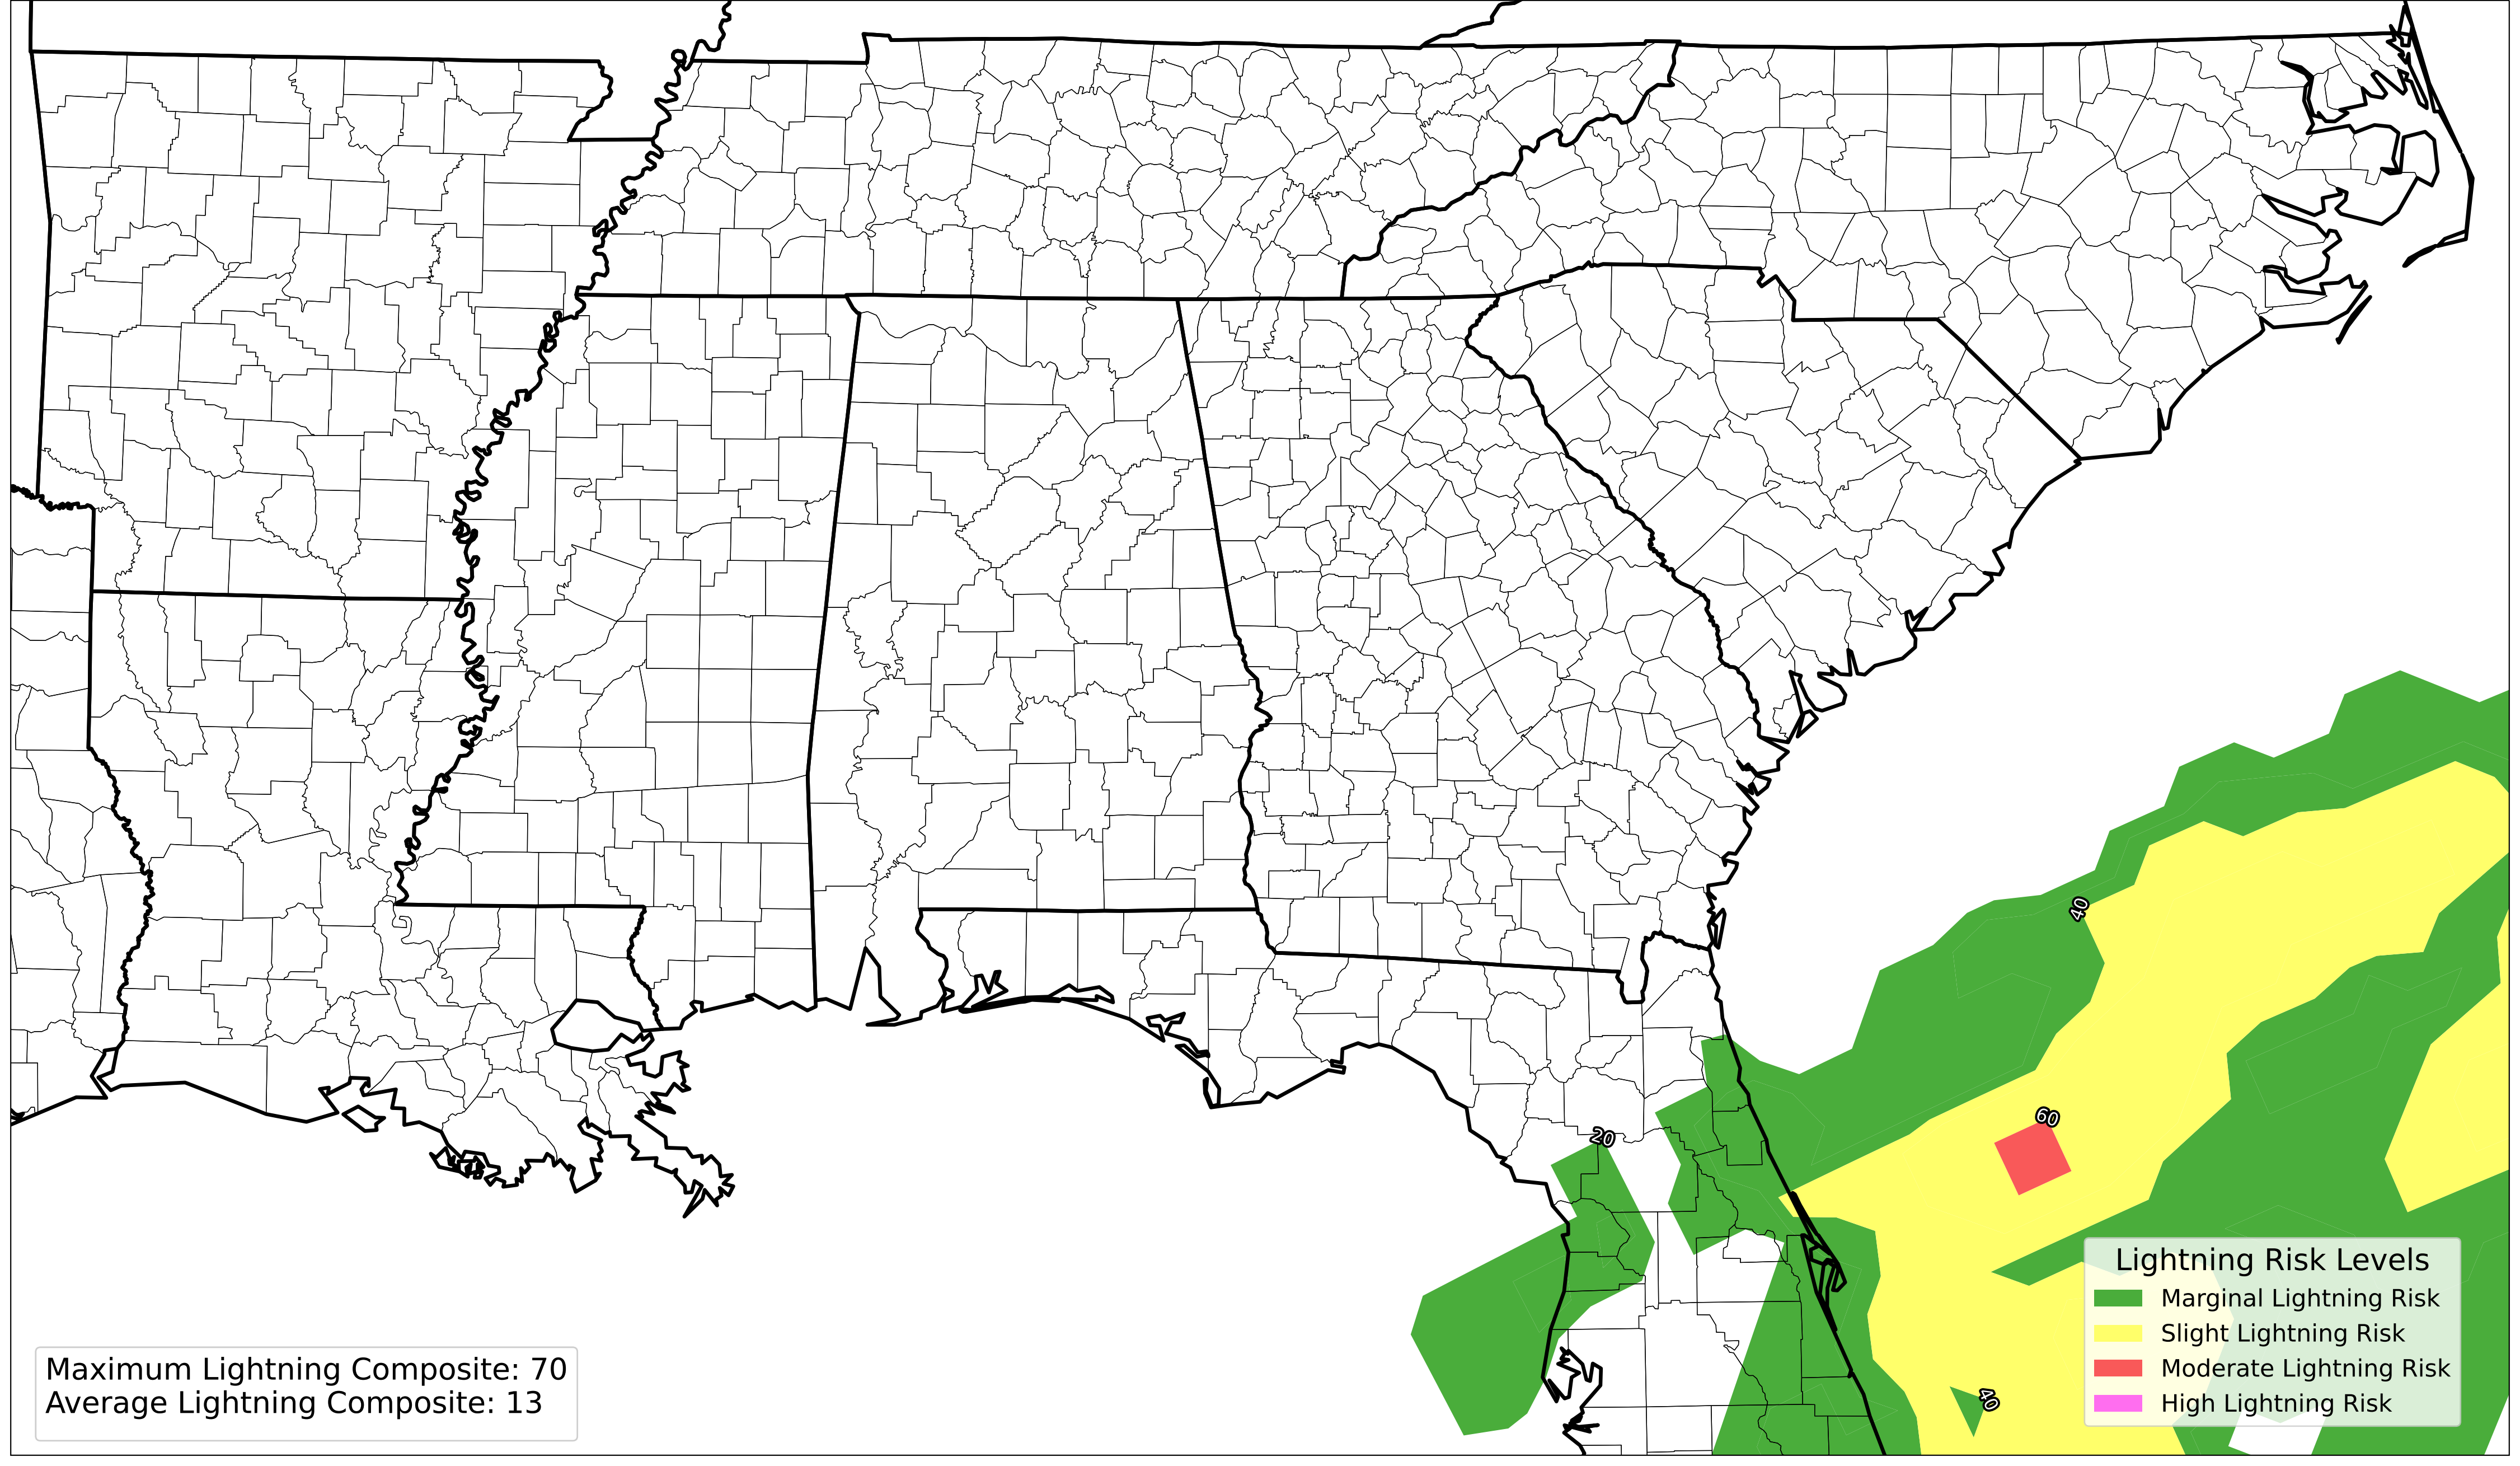 40
60
20
40
Lightning Risk Levels
Marginal Lightning Risk
Slight Lightning Risk
Moderate Lightning Risk
High Lightning Risk
Maximum Lightning Composite: 70
Average Lightning Composite: 13